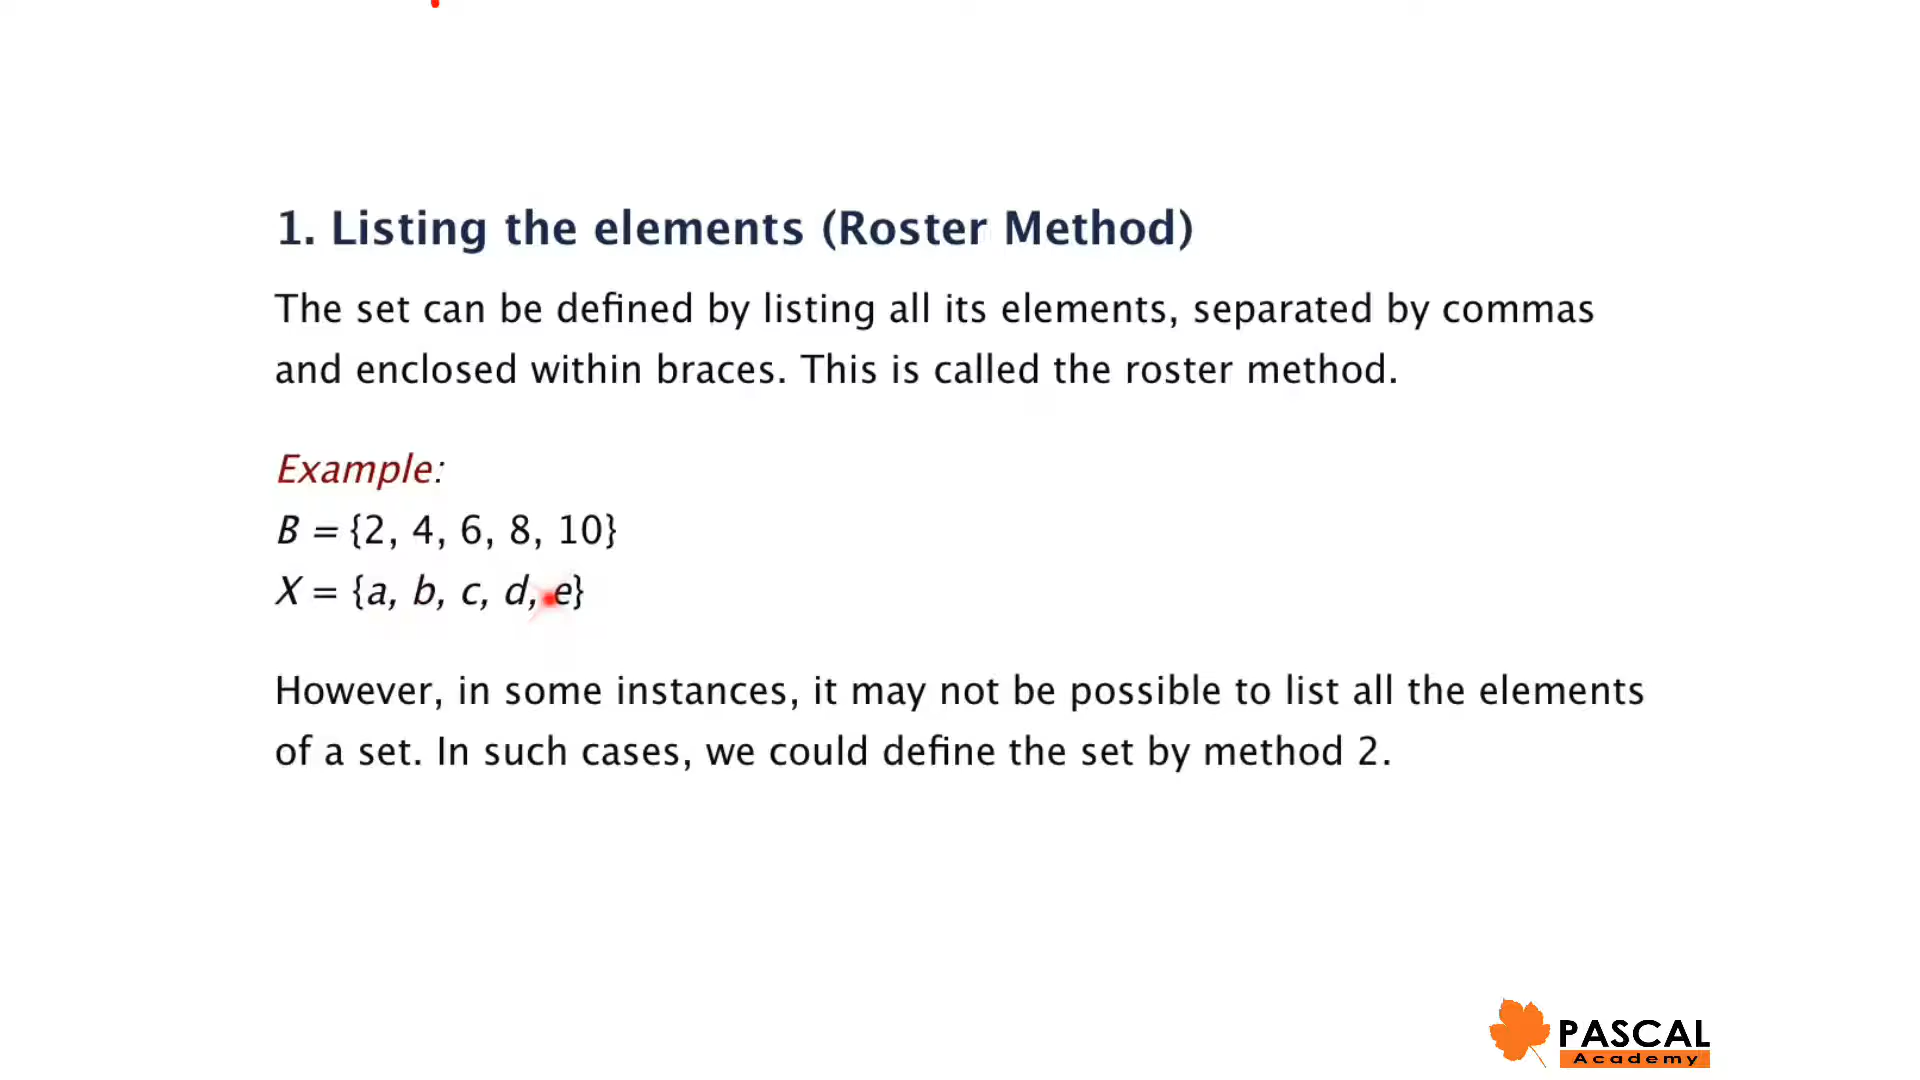 1. Listing the elements (Roster Method)
The set can be defined by listing all its elements, separated by commas
and enclosed within braces. This is called the roster method.
Example:
B = {2, 4, 6, 8, 10}
X = {a, b, c, d, e}
However, in some instances, it may not be possible to list all the elements
of a set. In such cases, we could define the set by method 2.
PASCAL
Academy